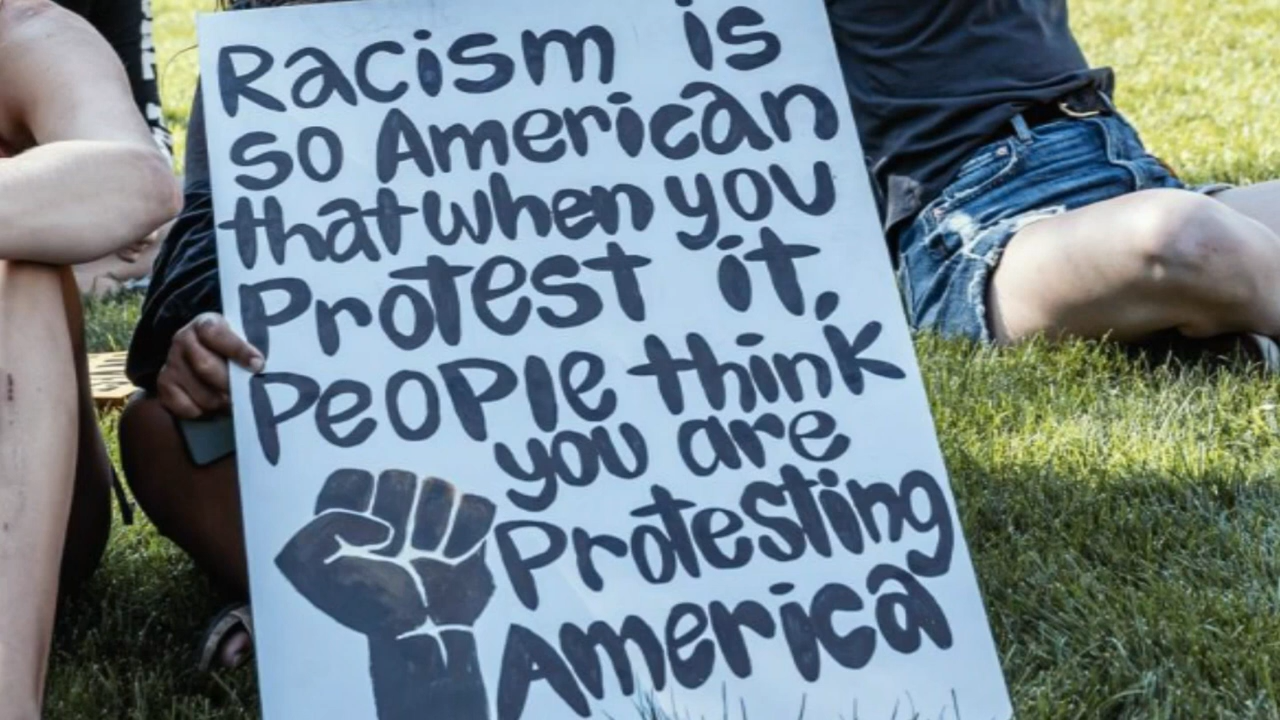 Racism is
so American
that when you
Protest it,
People think
you are
Protesting
America